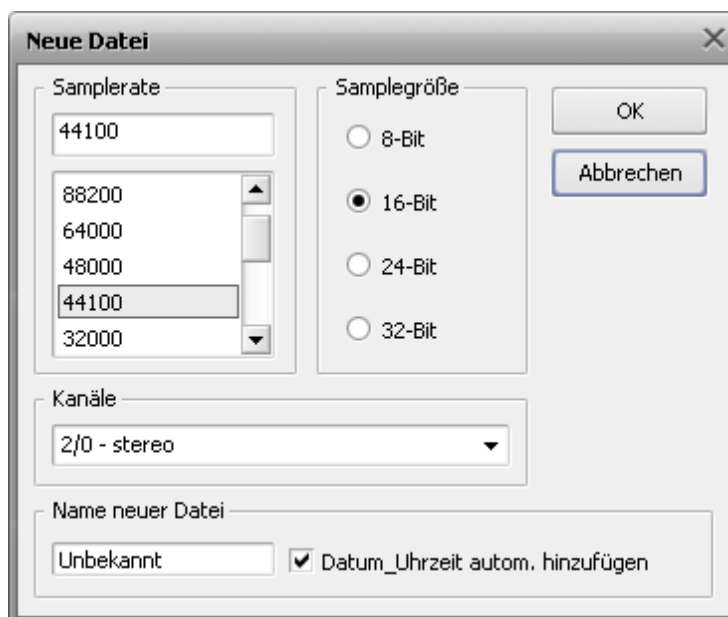 Neue Datei
Samplerate
44100
88200
64000
48000
44100
32000
Samplegröße
8-Bit
16-Bit
24-Bit
32-Bit
OK
Abbrechen
Kanäle
2/0 - stereo
Name neuer Datei
Unbekannt
Datum_Uhrzeit autom. hinzufügen